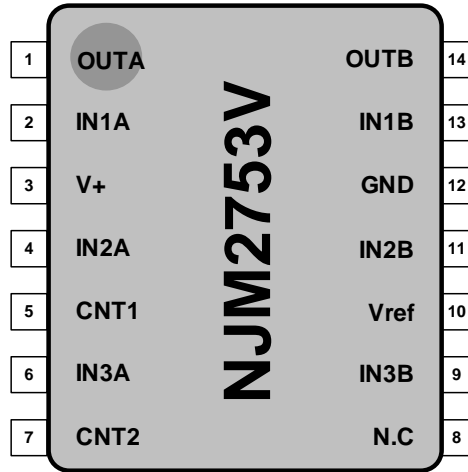 1 OUTA OUTB 14
2 IN1A IN1B 13
3 V+ GND 12
4 IN2A IN2B 11
5 CNT1 Vref 10
6 IN3A IN3B 9
7 CNT2 N.C 8
NJM2753V